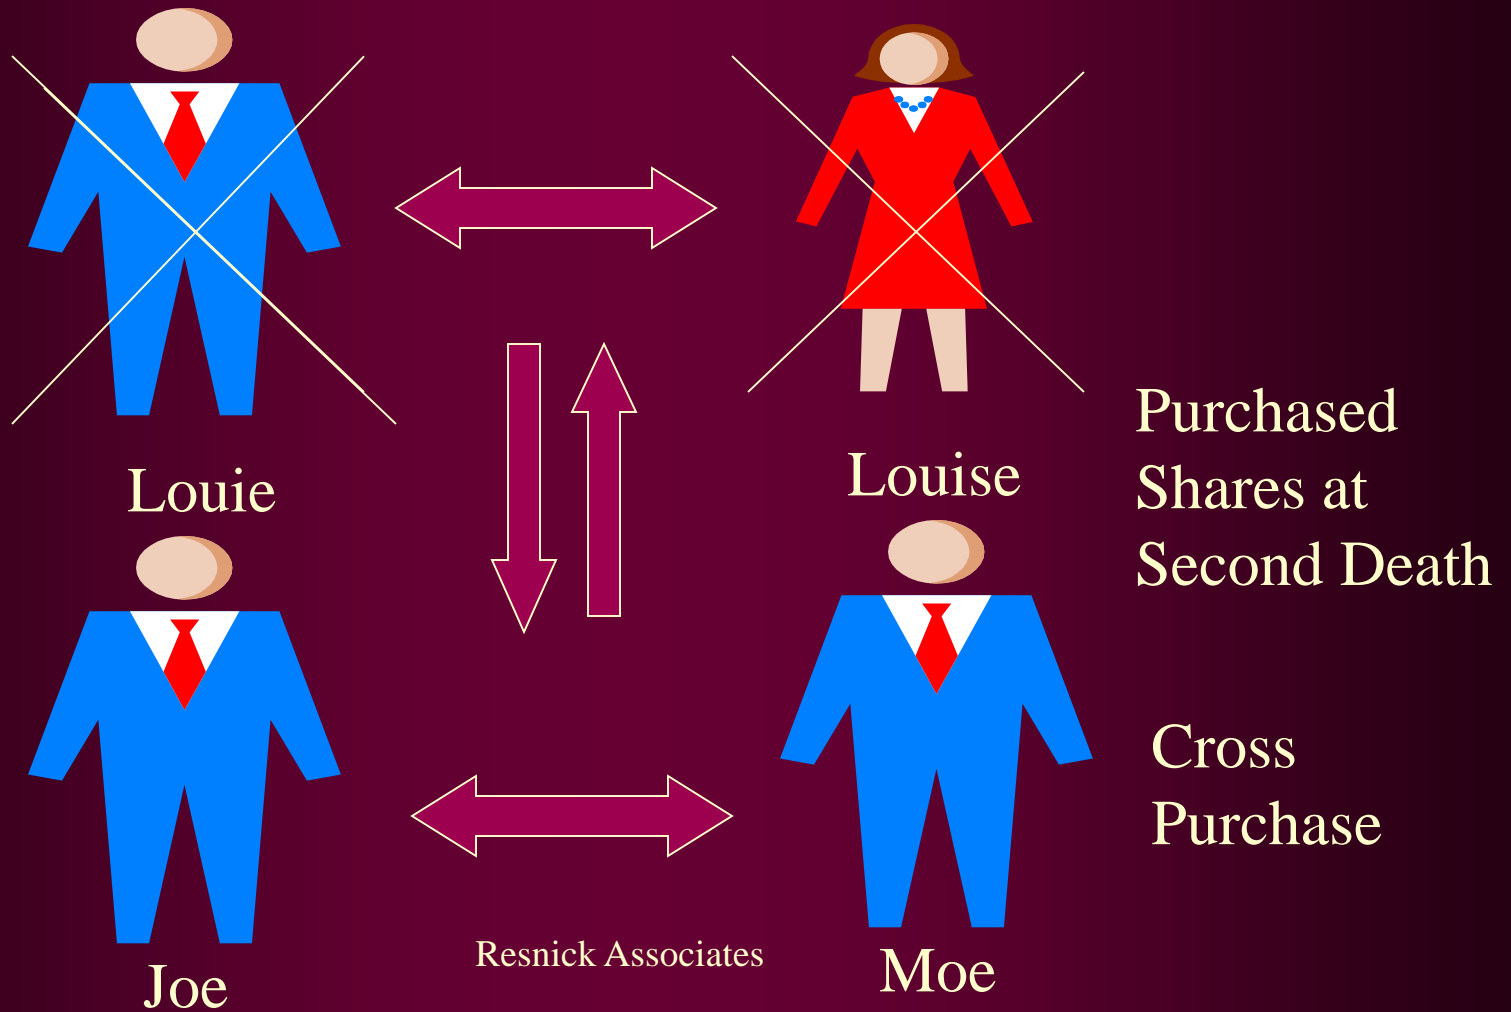 Louie
Louise
Purchased
Shares at
Second Death
Cross
Purchase
Resnick Associates
Joe
Moe